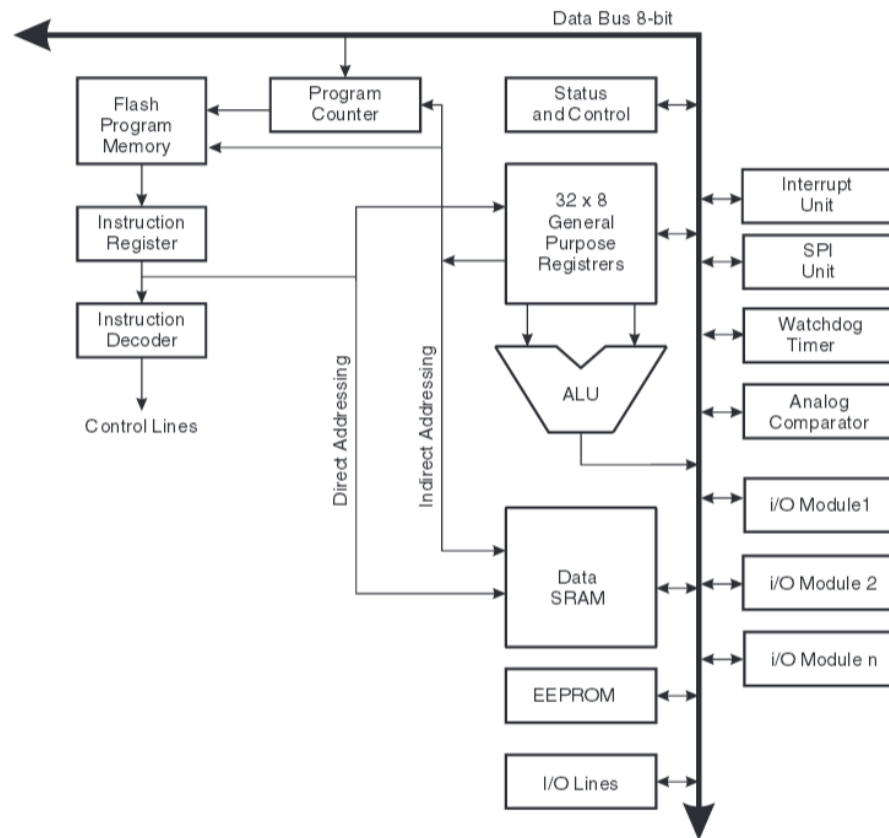 Data Bus 8-bit
Flash
Program
Memory
Program
Counter
Status
and Control
Instruction
Register
32 x 8
General
Purpose
Registrers
Interrupt
Unit
SPI
Unit
Instruction
Decoder
Watchdog
Timer
Control Lines
Direct Addressing
Indirect Addressing
ALU
Analog
Comparator
i/O Module1
Data
SRAM
i/O Module 2
i/O Module n
EEPROM
I/O Lines